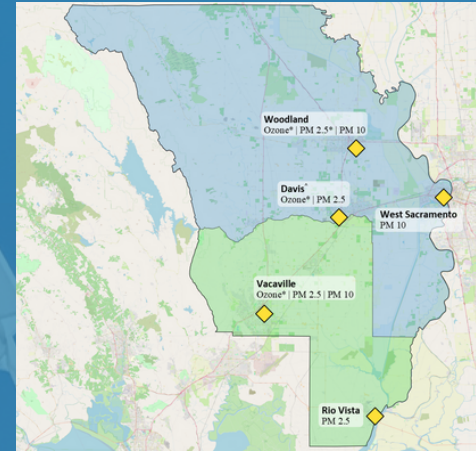 Woodland
Ozone* | PM 2.5* | PM 10
Davis*
Ozone* | PM 2.5
West Sacramento
PM 10
Vacaville
Ozone* | PM 2.5 | PM 10
Rio Vista
PM 2.5